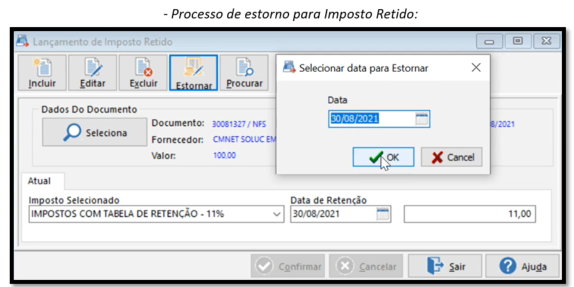 - Processo de estorno para Imposto Retido:
Lançamento de Imposto Retido
Incluir Editar Excluir Estornar Procurar
Selecionar data para Estornar
Data
30/08/2021
OK Cancel
Dados Do Documento
Seleciona
Documento: 30081327 / NFS
8/2021
Fornecedor: CMNET SOLUC EM
Valor: 100,00
Atual
Imposto Selecionado Data de Retenção
IMPOSTOS COM TABELA DE RETENÇÃO - 11% 30/08/2021 11,00
Confirmar Cancelar Sair Ajuda